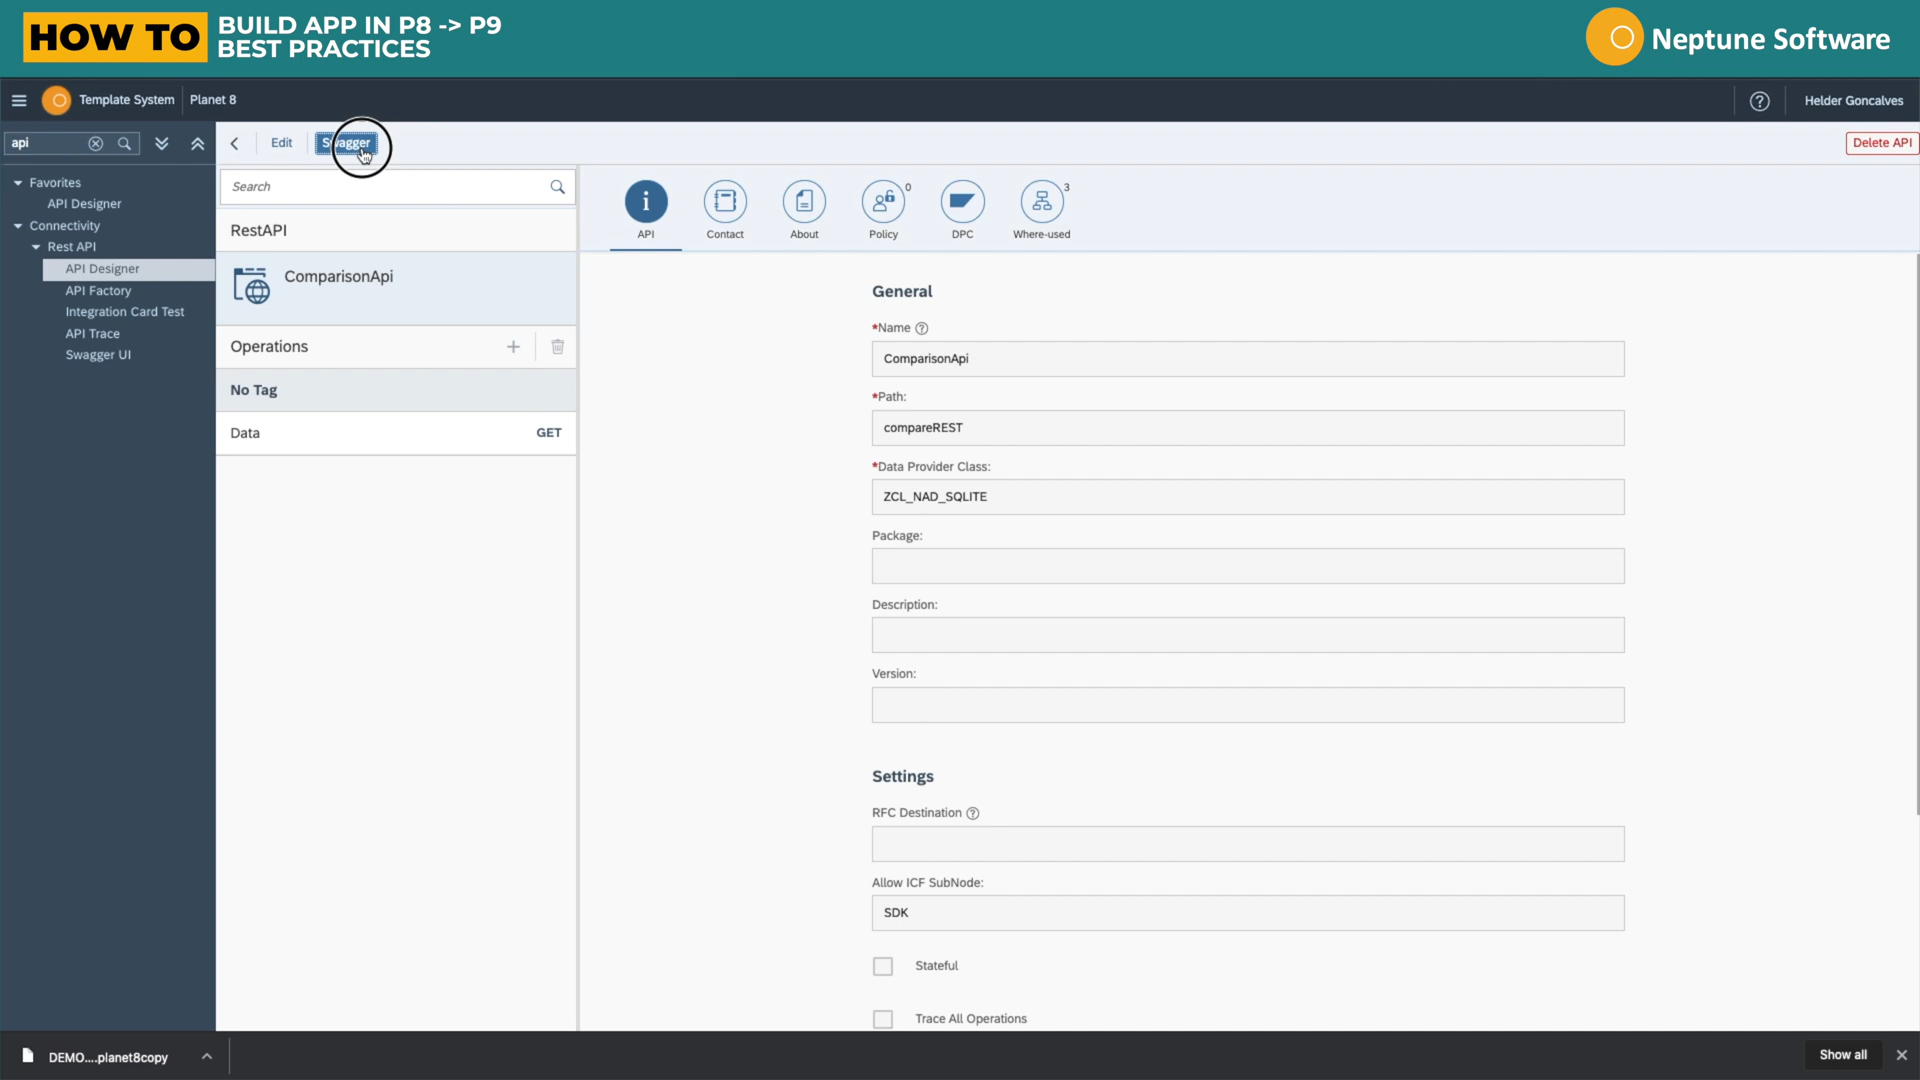 HOW TO
BUILD APP IN P8 -> P9
BEST PRACTICES
Neptune Software
Template System
Planet 8
Helder Goncalves
api
Edit
Swagger
Delete API
Favorites
API Designer
Connectivity
Rest API
API Designer
API Factory
Integration Card Test
API Trace
Swagger UI
Search
RestAPI
ComparisonApi
Operations
No Tag
Data
GET
API
Contact
About
0
Policy
DPC
3
Where-used
General
*Name
ComparisonApi
*Path:
compareREST
*Data Provider Class:
ZCL_NAD_SQLITE
Package:
Description:
Version:
Settings
RFC Destination
Allow ICF SubNode:
SDK
Stateful
Trace All Operations
DEMO....planet8copy
Show all